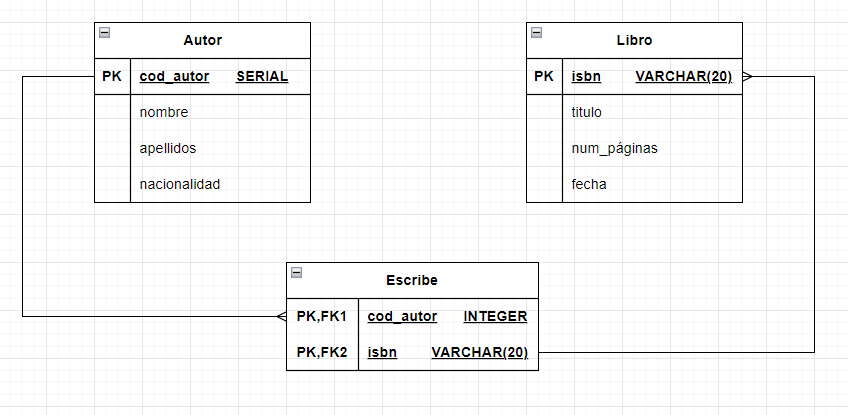 Autor
PK cod_autor SERIAL
nombre
apellidos
nacionalidad
Libro
PK isbn VARCHAR(20)
titulo
num_páginas
fecha
Escribe
PK,FK1 cod_autor INTEGER
PK,FK2 isbn VARCHAR(20)